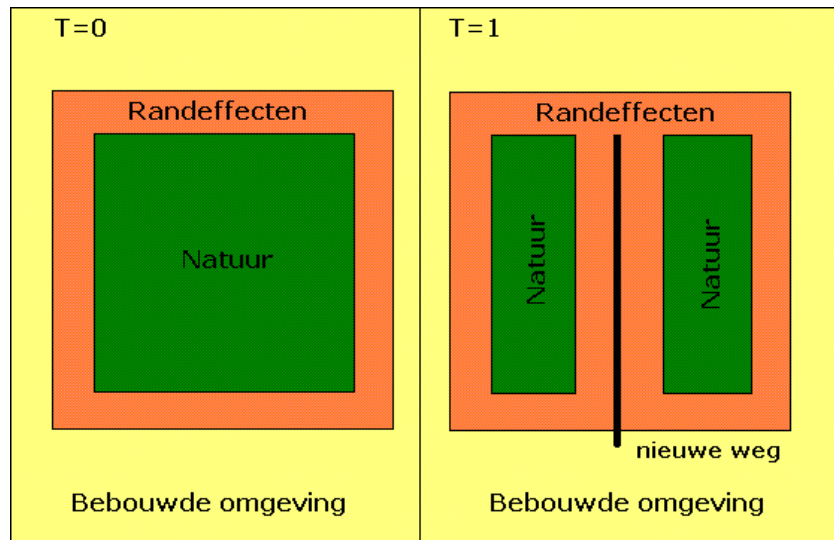 T=0
Randeffecten
Natuur
Bebouwde omgeving
T=1
Randeffecten
Natuur
Natuur
nieuwe weg
Bebouwde omgeving